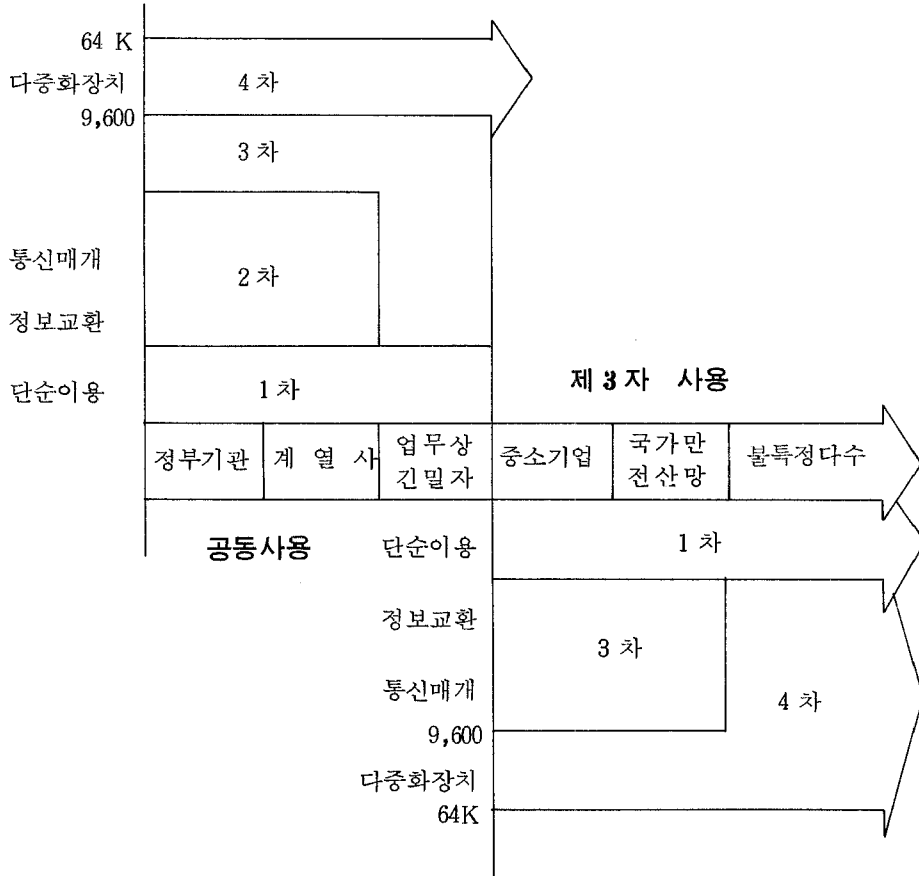 64 K
다중화장치 4 차
9,600
3 차
통신매개
2 차
정보교환
단순이용 1 차
제 3 자 사용
정부기관 계 열 사 업무상 긴밀자 중소기업 국가만 전산망 불특정다수
공동사용 단순이용 1 차
정보교환
3 차
통신매개 4 차
9,600
다중화장치
64K